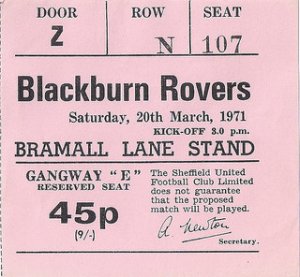 DOOR ROW SEAT
Z N 107
Blackburn Rovers
Saturday, 20th March, 1971
KICK-OFF 3.0 p.m.
BRAMALL LANE STAND
GANGWAY "E"
RESERVED SEAT
45p
(9/-)
The Sheffield United
Football Club Limited
does not guarantee
that the proposed
match will be played.
A. Newton
Secretary.